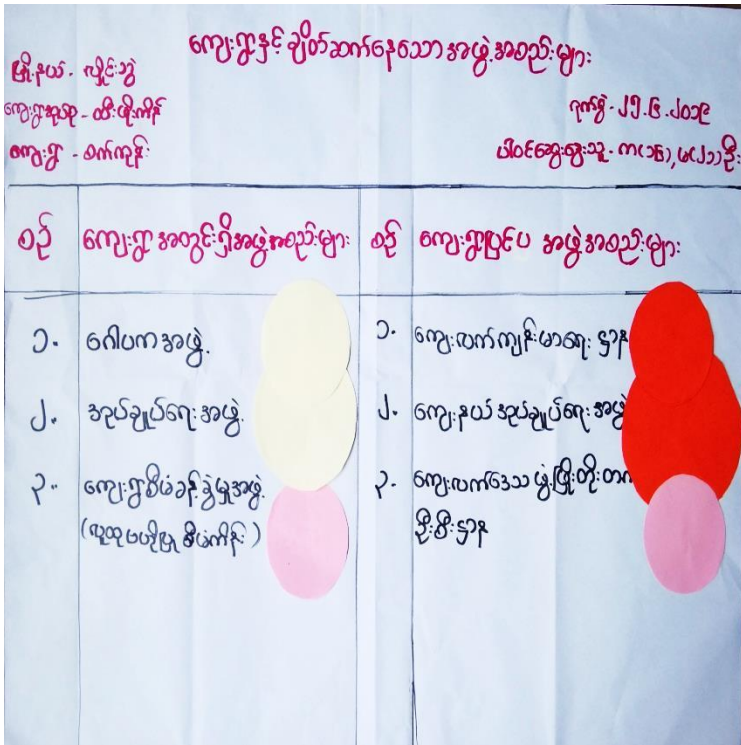 ကျေးရွာနှင့် ချိတ်ဆက်နေသော အဖွဲ့အစည်းများ
မြို့နယ် - လှိုင်းဘွဲ
ကျေးရွာအုပ်စု - ထီးဖိုးကိန်
ကျေးရွာ - စက်ကုန်း
ရက်စွဲ - ၂၅.၆.၂၀၁၉
ပါဝင်ဆွေးနွေးသူ - က(၁၆), မ(၂၁)ဦး
စဉ် ကျေးရွာအတွင်းရှိအဖွဲ့အစည်းများ
၁. ဂေါပကအဖွဲ့
၂. အုပ်ချုပ်ရေးအဖွဲ့
၃. ကျေးရွာစီမံခန့်ခွဲမှုအဖွဲ့
(လူထုဗဟိုပြုစီမံကိန်း)
စဉ် ကျေးရွာပြင်ပ အဖွဲ့အစည်းများ
၁. ကျေးလက်ကျန်းမာရေး ဌာန
၂. ကျေးနယ်အုပ်ချုပ်ရေးအဖွဲ့
၃. ကျေးလက်ဒေသဖွံ့ဖြိုးတိုးတက်
ဦးစီးဌာန